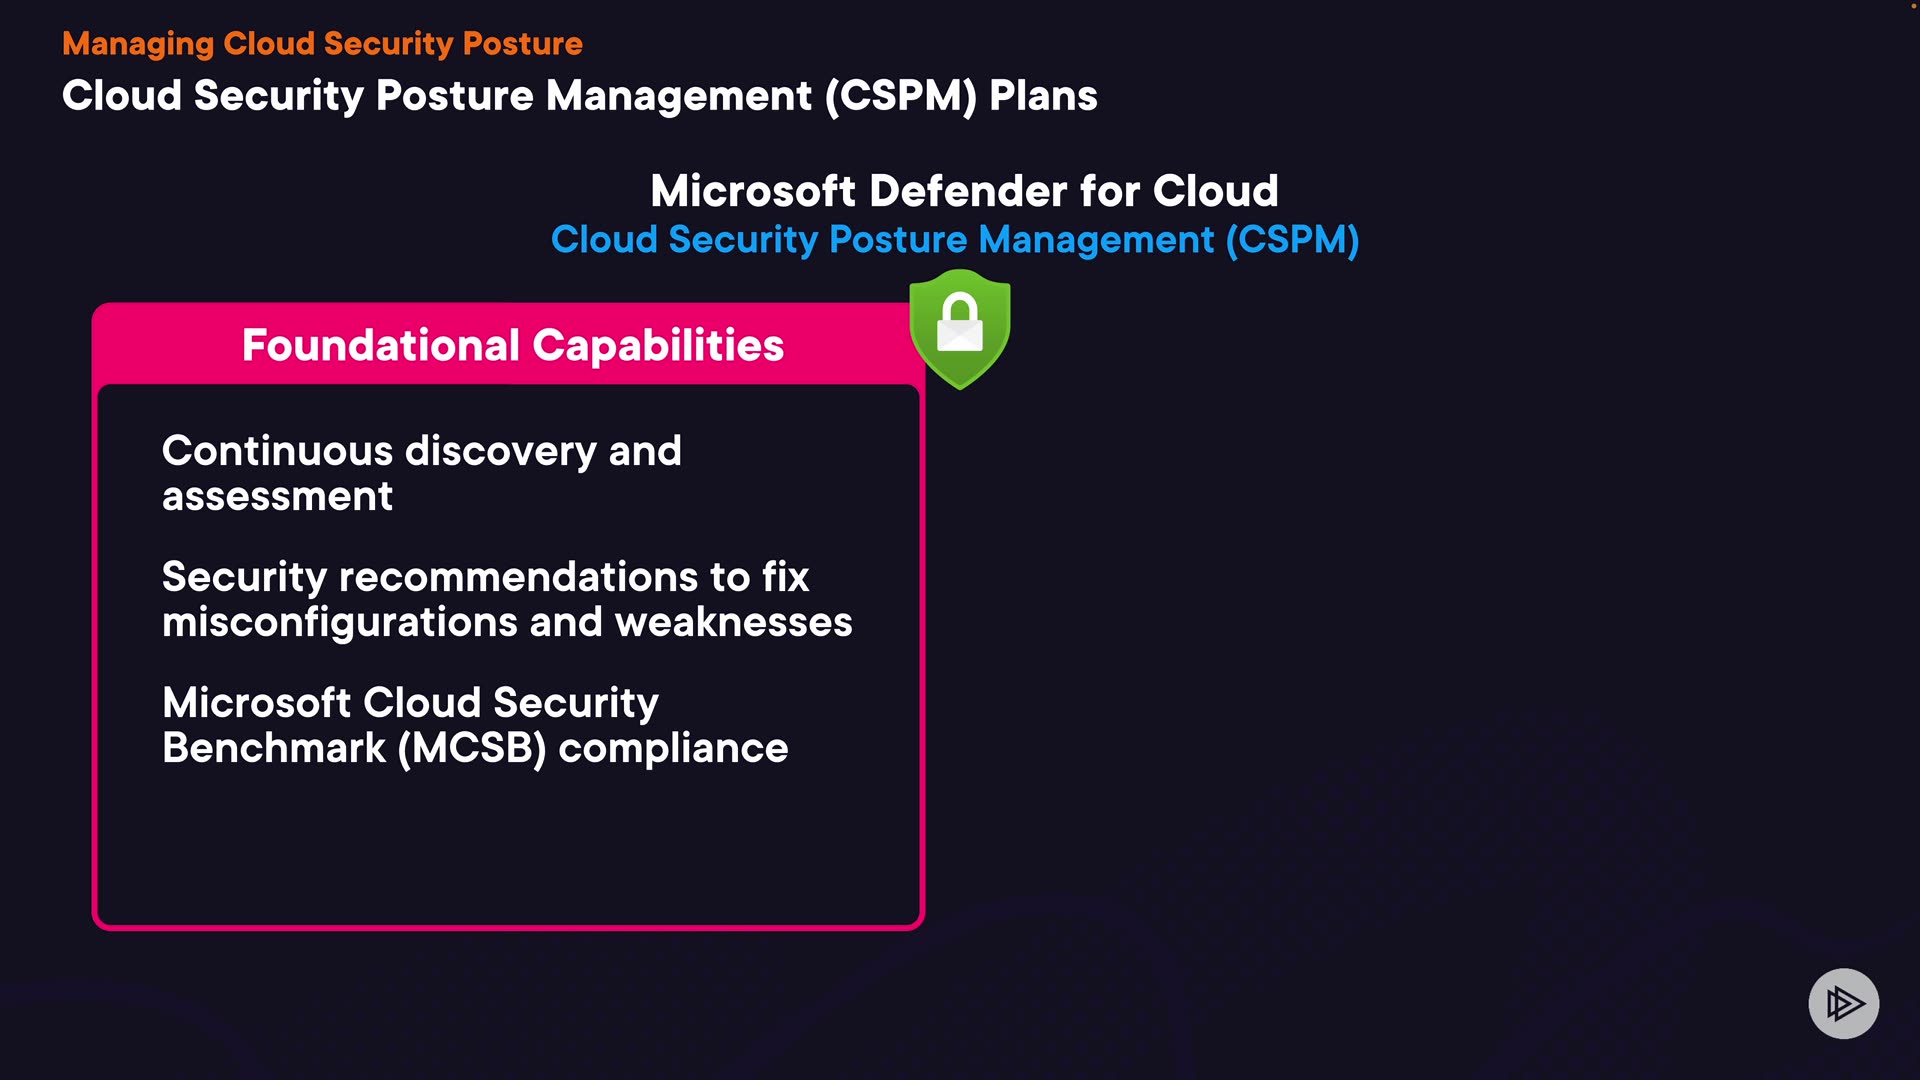 Managing Cloud Security Posture
Cloud Security Posture Management (CSPM) Plans
Microsoft Defender for Cloud
Cloud Security Posture Management (CSPM)
Foundational Capabilities
Continuous discovery and
assessment
Security recommendations to fix
misconfigurations and weaknesses
Microsoft Cloud Security
Benchmark (MCSB) compliance